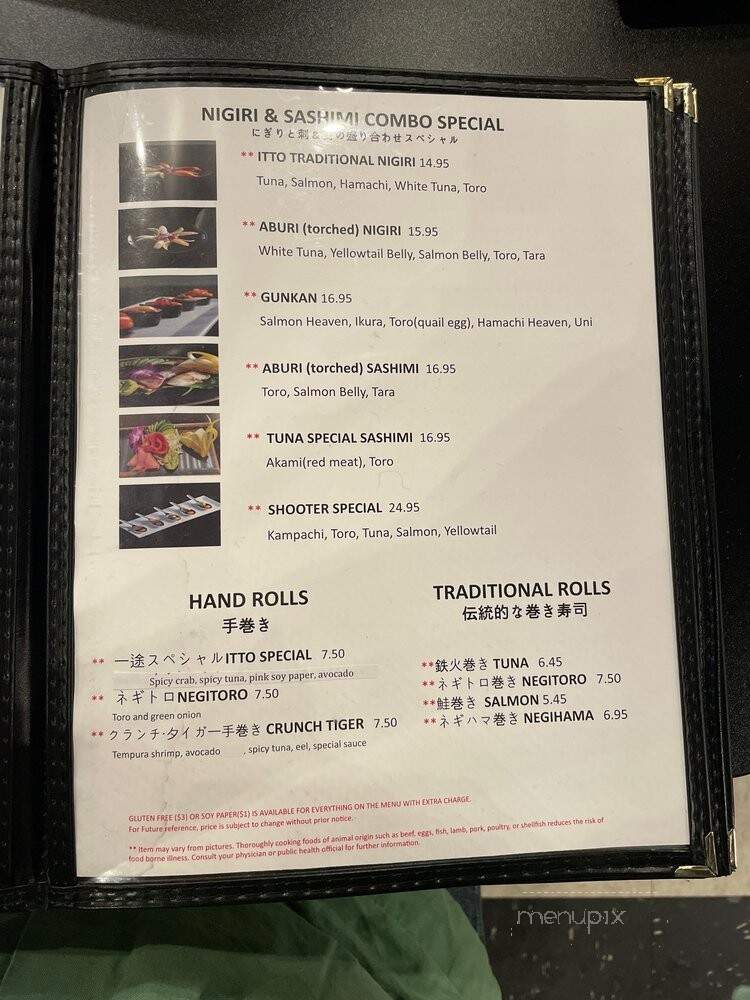 NIGIRI & SASHIMI COMBO SPECIAL
にぎりと刺&の盛り合わせスペシャル
** ITTO TRADITIONAL NIGIRI 14.95
Tuna, Salmon, Hamachi, White Tuna, Toro
** ABURI (torched) NIGIRI 15.95
White Tuna, Yellowtail Belly, Salmon Belly, Toro, Tara
** GUNKAN 16.95
Salmon Heaven, Ikura, Toro(quail egg), Hamachi Heaven, Uni
** ABURI (torched) SASHIMI 16.95
Toro, Salmon Belly, Tara
** TUNA SPECIAL SASHIMI 16.95
Akami(red meat), Toro
** SHOOTER SPECIAL 24.95
Kampachi, Toro, Tuna, Salmon, Yellowtail
HAND ROLLS
手巻き
** 一途スペシャルITTO SPECIAL 7.50
Spicy crab, spicy tuna, pink soy paper, avocado
** ネギトロNEGITORO 7.50
Toro and green onion
** クランチ·タイガー手巻き CRUNCH TIGER 7.50
Tempura shrimp, avocado , spicy tuna, eel, special sauce
TRADITIONAL ROLLS
伝統的な巻き寿司
**鉄火巻き TUNA 6.45
**ネギトロ巻き NEGITORO 7.50
**鮭巻き SALMON 5.45
**ネギハマ巻き NEGIHAMA 6.95
GLUTEN FREE ($3) OR SOY PAPER($1) IS AVAILABLE FOR EVERYTHING ON THE MENU WITH EXTRA CHARGE.
For Future reference, price is subject to change without prior notice.
** Item may vary from pictures. Thoroughly cooking foods of animal origin such as beef, eggs, fish, lamb, pork, poultry, or shellfish reduces the risk of
food borne illness. Consult your physician or public health official for further information.
menupix